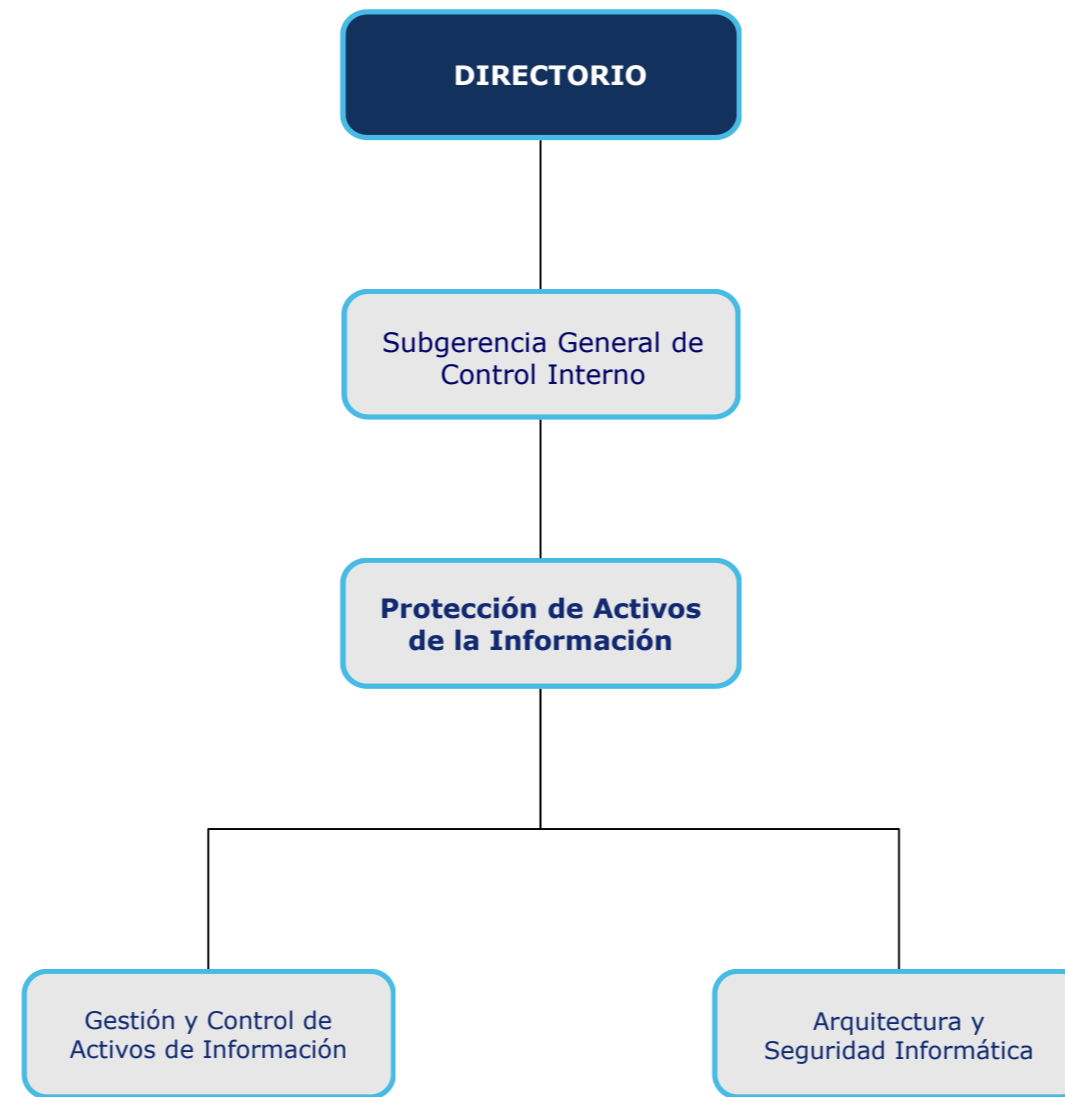 DIRECTORIO
Subgerencia General de
Control Interno
Protección de Activos
de la Información
Gestión y Control de
Activos de Información
Arquitectura y
Seguridad Informática